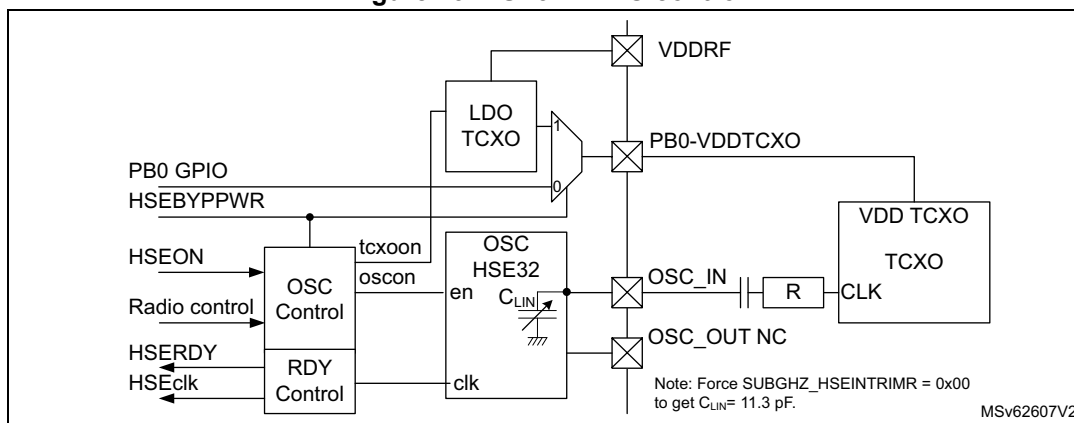 VDDRF
LDO
TCXO
1
PB0-VDDTCXO
PB0 GPIO
0
HSEBYPPWR
VDD TCXO
TCXO
tcxoon
OSC
HSE32
HSEON
OSC
Control
oscon
en
CLIN
OSC_IN
R
CLK
Radio control
OSC_OUT NC
HSERDY
RDY
Control
HSEclk
clk
Note: Force SUBGHZ_HSEINTRIMR = 0x00
to get CLIN= 11.3 pF.
MSv62607V2